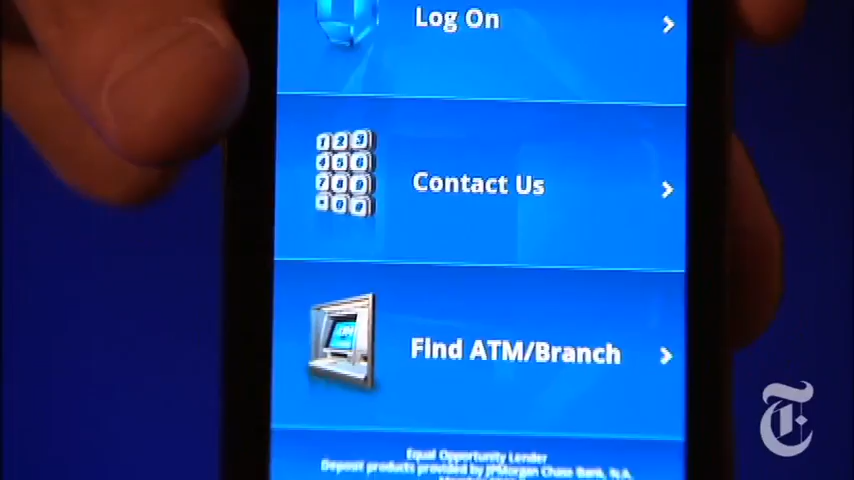 Log On
Contact Us
Find ATM/Branch
Equal Opportunity Lender
Deposit products provided by JPMorgan Chase Bank, N.A.